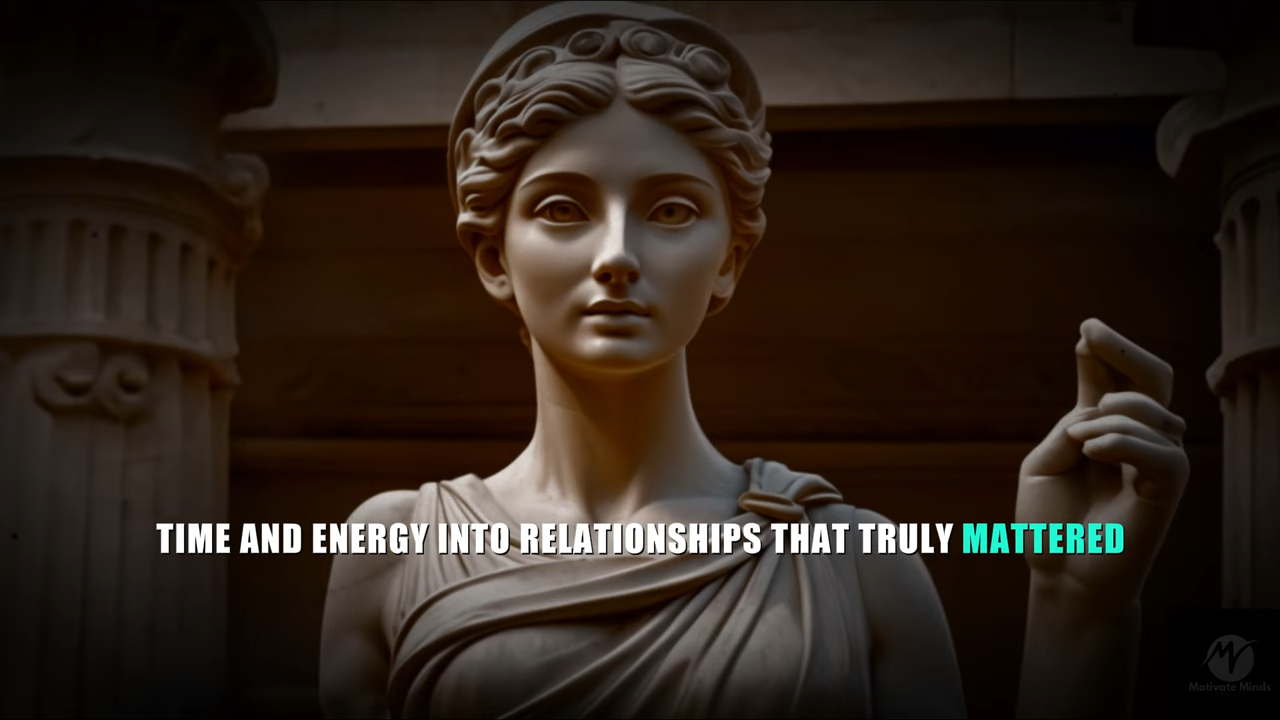 TIME AND ENERGY INTO RELATIONSHIPS THAT TRULY MATTERED
Motivate Minds